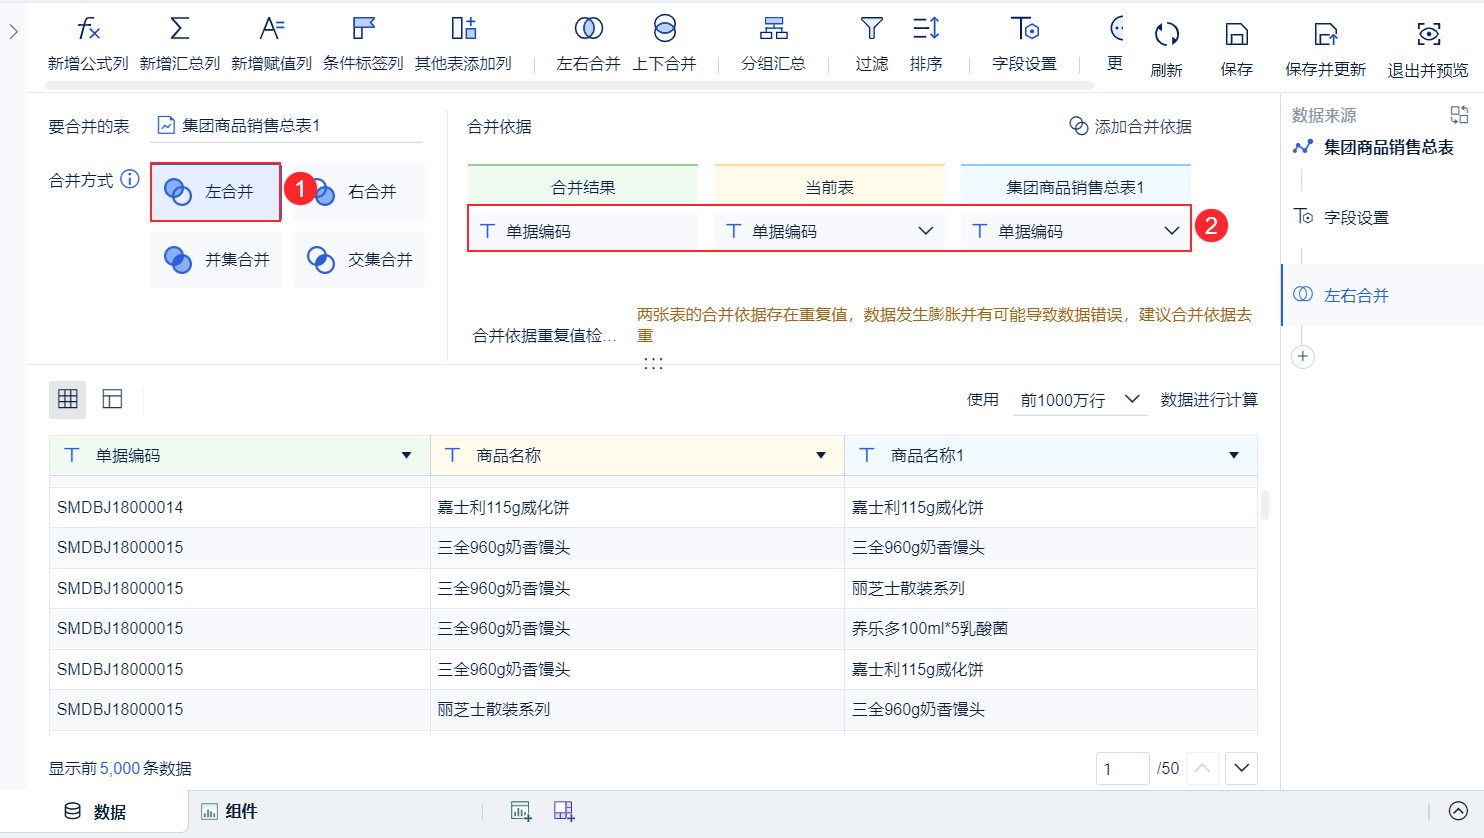 新增公式列 新增汇总列 新增赋值列 条件标签列 其他表添加列 左右合并 上下合并 分组汇总 过滤 排序 字段设置 更 刷新 保存 保存并更新 退出并预览
要合并的表 集团商品销售总表1
合并方式
左合并
1
右合并
并集合并
交集合并
合并依据
添加合并依据
合并结果 当前表 集团商品销售总表1
单据编码 单据编码 单据编码
2
合并依据重复值检...
两张表的合并依据存在重复值，数据发生膨胀并有可能导致数据错误，建议合并依据去
重
数据来源
集团商品销售总表
字段设置
左右合并
使用 前1000万行 数据进行计算
单据编码 商品名称 商品名称1
SMDBJ18000014 嘉士利115g威化饼 嘉士利115g威化饼
SMDBJ18000015 三全960g奶香馒头 三全960g奶香馒头
SMDBJ18000015 三全960g奶香馒头 丽芝士散装系列
SMDBJ18000015 三全960g奶香馒头 养乐多100ml*5乳酸菌
SMDBJ18000015 三全960g奶香馒头 嘉士利115g威化饼
SMDBJ18000015 丽芝士散装系列 三全960g奶香馒头
显示前5,000条数据
1 /50
数据 组件